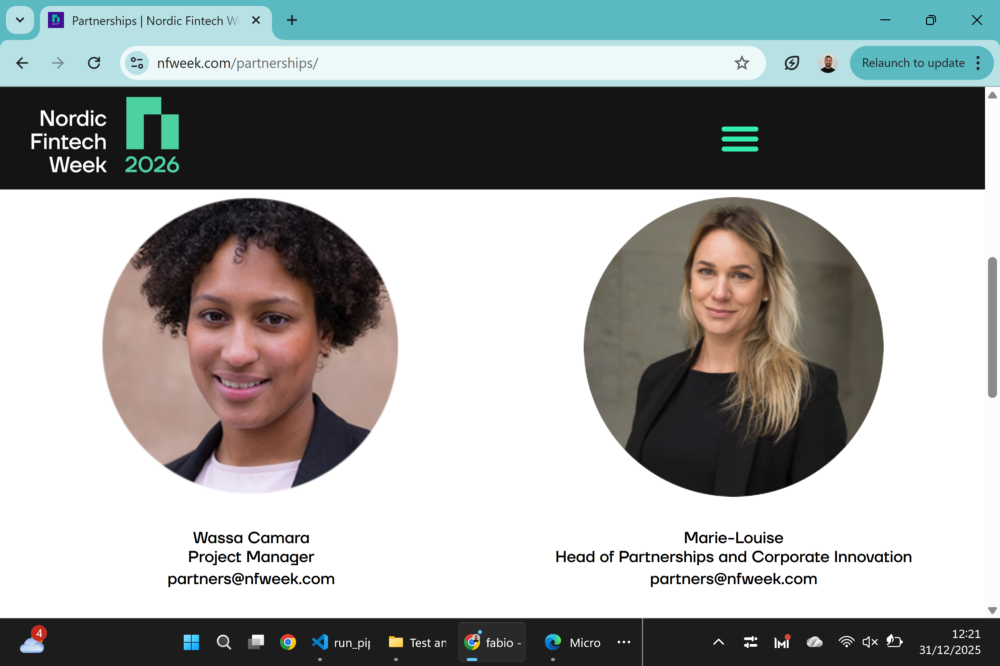 Partnerships | Nordic Fintech W
nfweek.com/partnerships/
Relaunch to update
Nordic
Fintech
Week
2026
Wassa Camara
Project Manager
partners@nfweek.com
Marie-Louise
Head of Partnerships and Corporate Innovation
partners@nfweek.com
4
run_pip
Test an
fabio -
Micro
12:21
31/12/2025